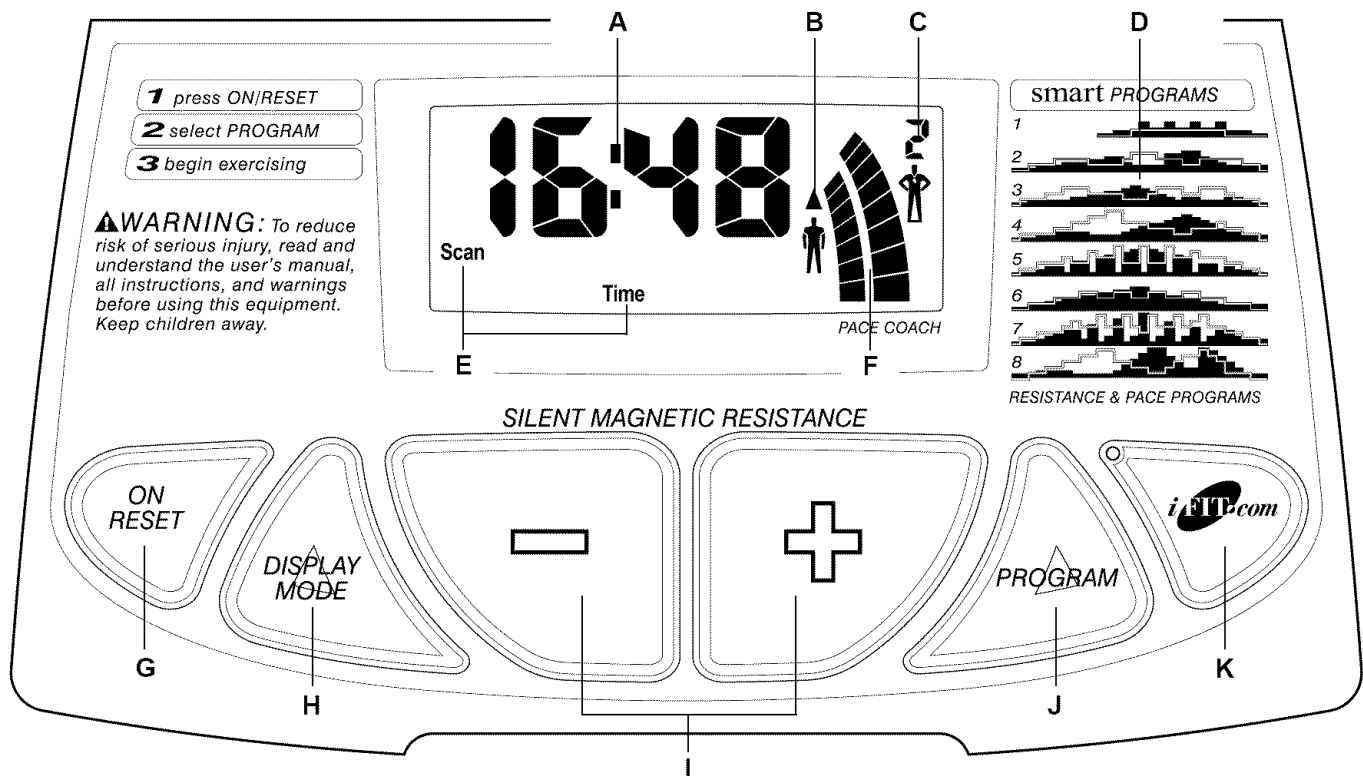 A B C D
1 press ON/RESET
2 select PROGRAM
3 begin exercising
WARNING: To reduce
risk of serious injury, read and
understand the user's manual,
all instructions, and warnings
before using this equipment.
Keep children away.
16:48
2
Scan
Time
PACE COACH
E F
smart PROGRAMS
1
2
3
4
5
6
7
8
RESISTANCE & PACE PROGRAMS
SILENT MAGNETIC RESISTANCE
ON
RESET
DISPLAY
MODE
PROGRAM
iFIT.com
G
H
I
J
K